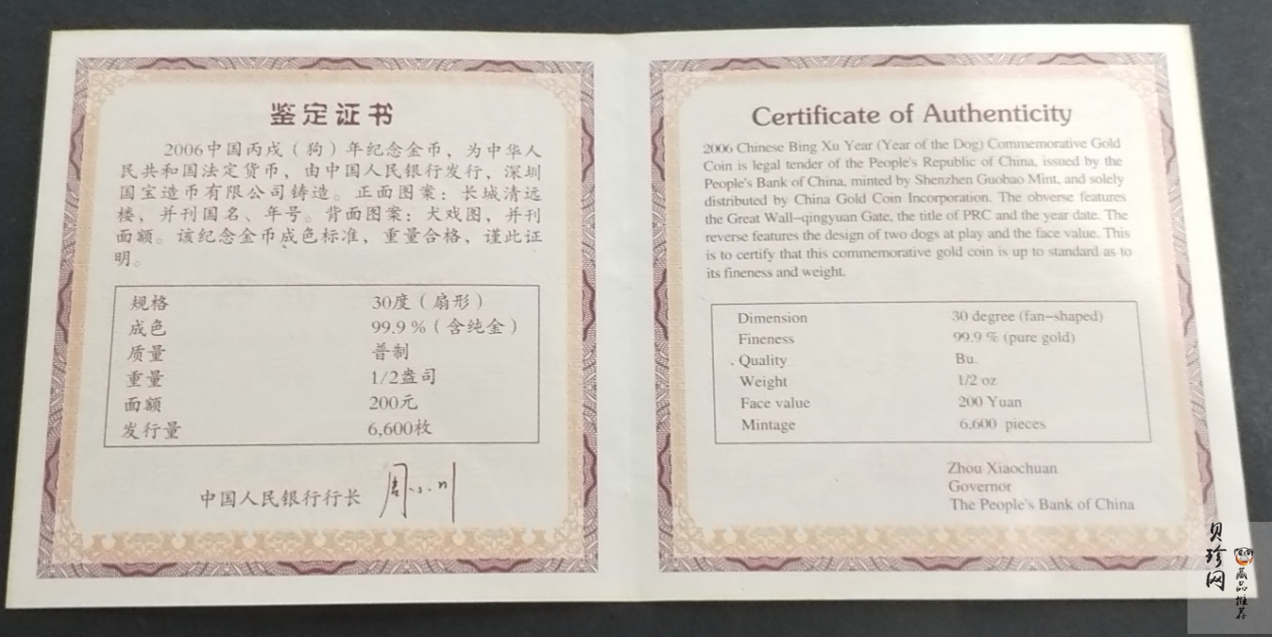 鉴定证书
2006中国丙戌（狗）年纪念金币，为中华人
民共和国法定货币，由中国人民银行发行，深圳
国宝造币有限公司铸造。正面图案：长城清远
楼，并刊国名、年号。背面图案：犬戏图，并刊
面额。该纪念金币成色标准，重量合格，谨此证
明。
规格 30度（扇形）
成色 99.9%（含纯金）
质量 普制
重量 1/2盎司
面额 200元
发行量 6,600枚
中国人民银行行长 周小川
Certificate of Authenticity
2006 Chinese Bing Xu Year (Year of the Dog) Commemorative Gold
Coin is legal tender of the People's Republic of China, issued by the
People's Bank of China, minted by Shenzhen Guobao Mint, and solely
distributed by China Gold Coin Incorporation. The obverse features
the Great Wall-qingyuan Gate, the title of PRC and the year date. The
reverse features the design of two dogs at play and the face value. This
is to certify that this commemorative gold coin is up to standard as to
its fineness and weight.
Dimension 30 degree (fan-shaped)
Fineness 99.9 % (pure gold)
Quality Bu.
Weight 1/2 oz
Face value 200 Yuan
Mintage 6,600 pieces
Zhou Xiaochuan
Governor
The People's Bank of China
贝珍网
藏品推荐